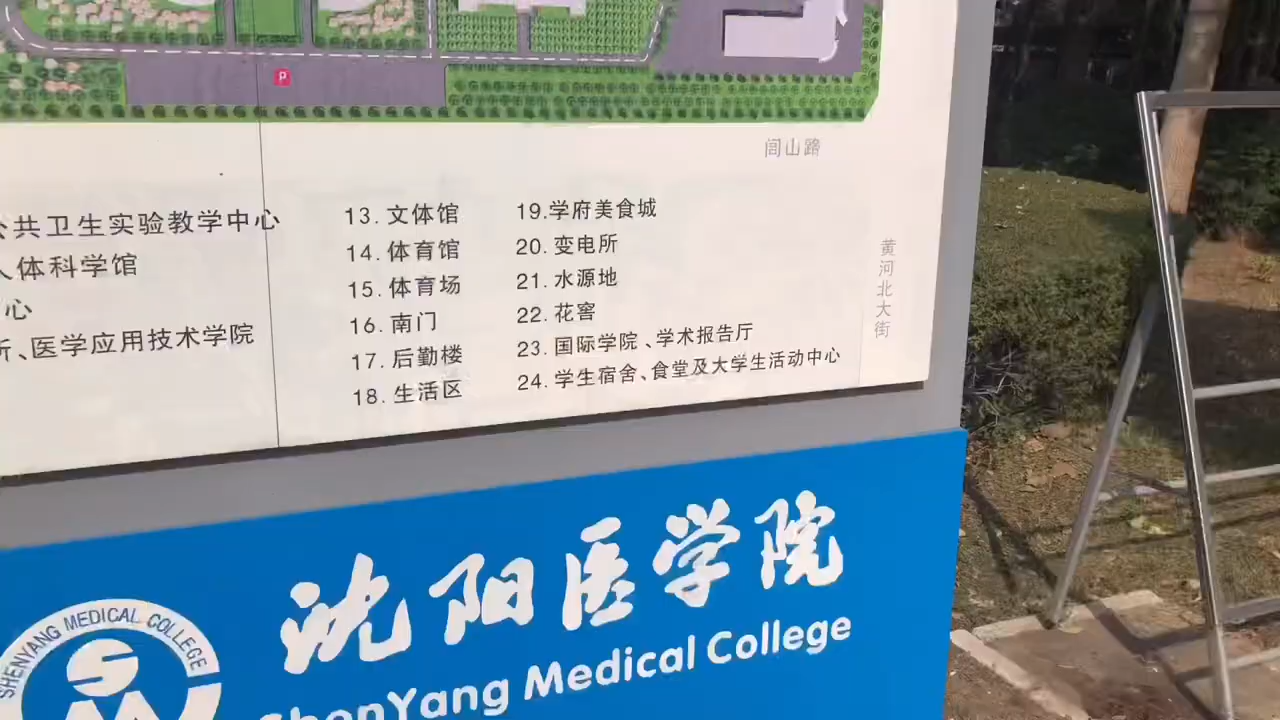 P
闾山路
公共卫生实验教学中心
人体科学馆
心
所、医学应用技术学院
13. 文体馆
14. 体育馆
15. 体育场
16. 南门
17. 后勤楼
18. 生活区
19.学府美食城
20. 变电所
21. 水源地
22. 花窖
23. 国际学院、学术报告厅
24. 学生宿舍、食堂及大学生活动中心
黄河北大街
沈阳医学院
ShenYang Medical College
SHENYANG MEDICAL COLLEGE